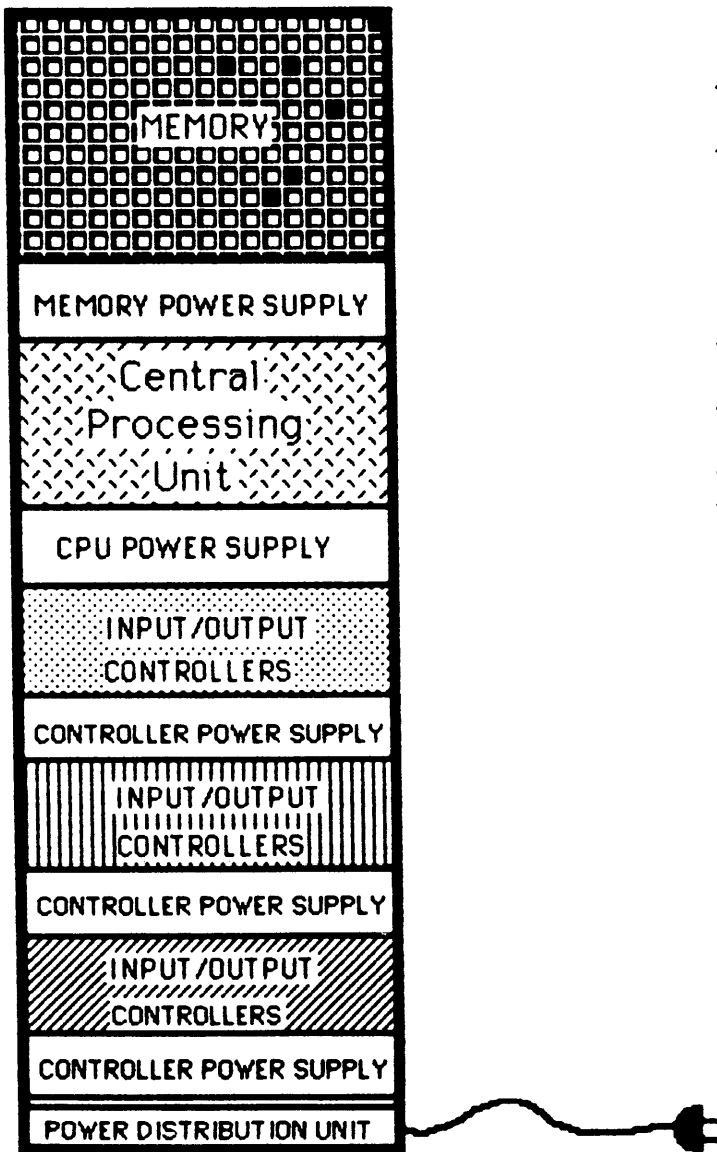 MEMORY
MEMORY POWER SUPPLY
Central
Processing
Unit
CPU POWER SUPPLY
INPUT/OUTPUT
CONTROLLERS
CONTROLLER POWER SUPPLY
INPUT/OUTPUT
CONTROLLERS
CONTROLLER POWER SUPPLY
INPUT/OUTPUT
CONTROLLERS
CONTROLLER POWER SUPPLY
POWER DISTRIBUTION UNIT